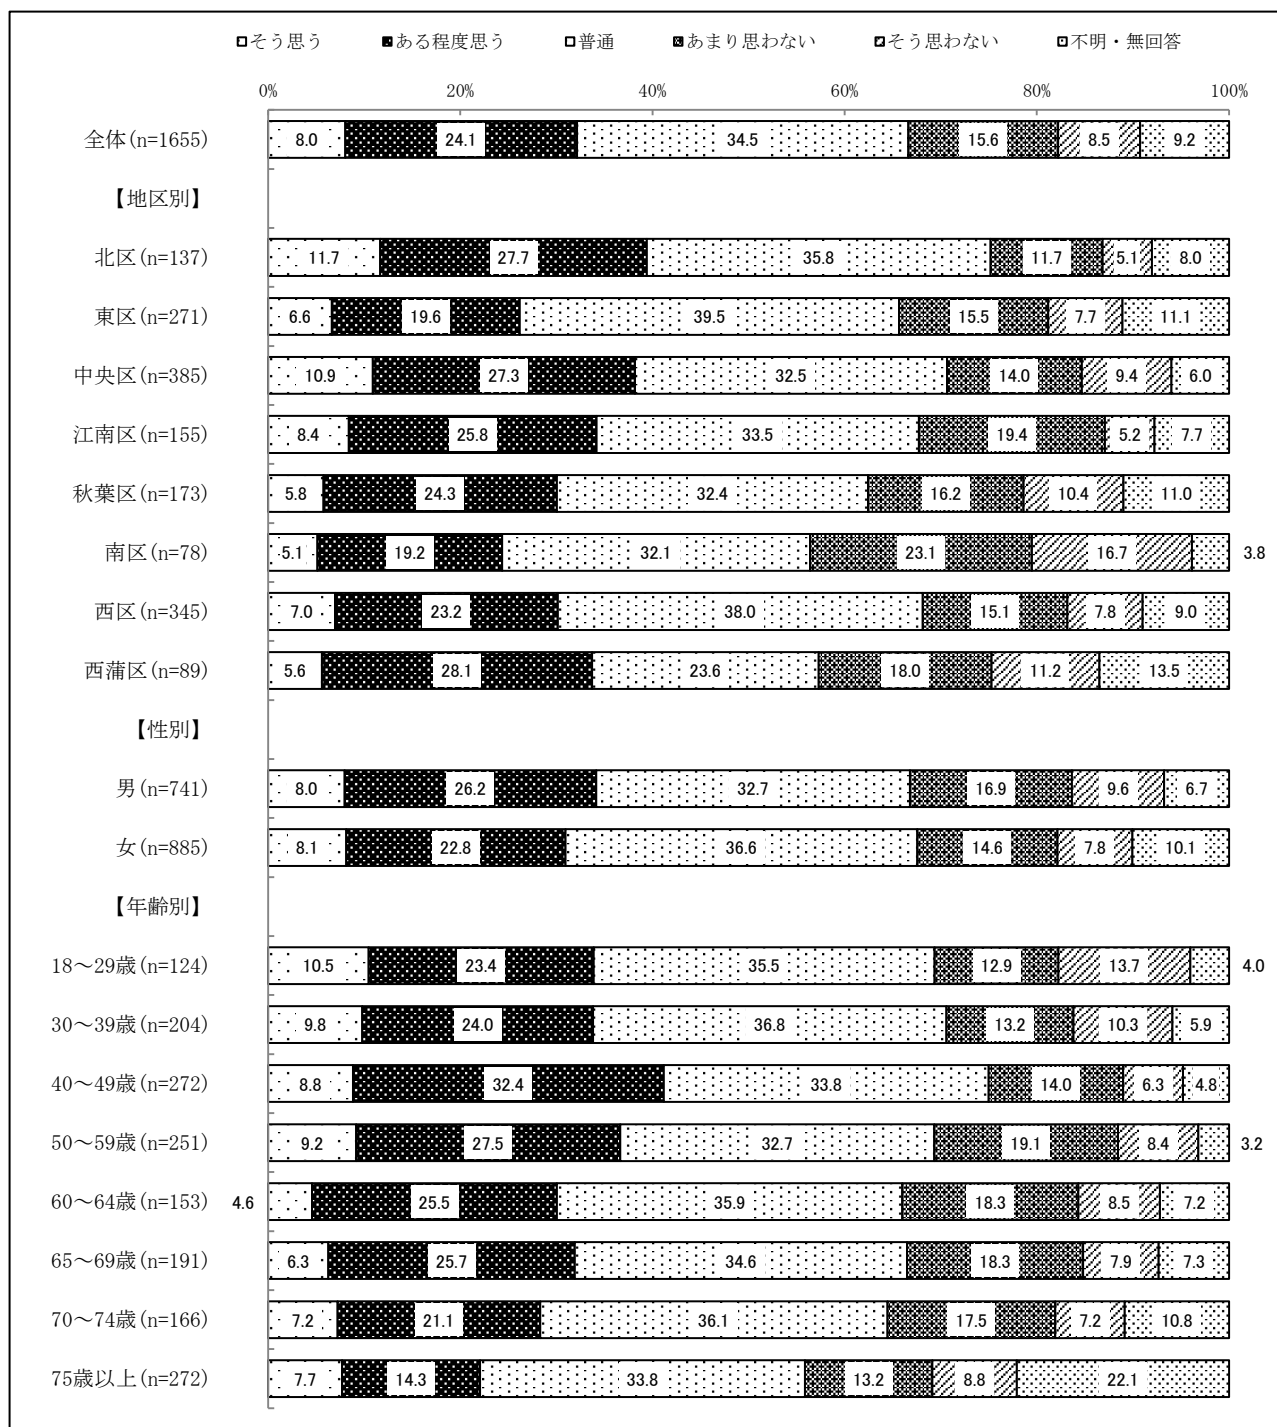 そう思う ある程度思う 普通 あまり思わない そう思わない 不明・無回答
0% 20% 40% 60% 80% 100%
全体(n=1655) 8.0 24.1 34.5 15.6 8.5 9.2
【地区別】
北区(n=137) 11.7 27.7 35.8 11.7 5.1 8.0
東区(n=271) 6.6 19.6 39.5 15.5 7.7 11.1
中央区(n=385) 10.9 27.3 32.5 14.0 9.4 6.0
江南区(n=155) 8.4 25.8 33.5 19.4 5.2 7.7
秋葉区(n=173) 5.8 24.3 32.4 16.2 10.4 11.0
南区(n=78) 5.1 19.2 32.1 23.1 16.7 3.8
西区(n=345) 7.0 23.2 38.0 15.1 7.8 9.0
西蒲区(n=89) 5.6 28.1 23.6 18.0 11.2 13.5
【性別】
男(n=741) 8.0 26.2 32.7 16.9 9.6 6.7
女(n=885) 8.1 22.8 36.6 14.6 7.8 10.1
【年齢別】
18～29歳(n=124) 10.5 23.4 35.5 12.9 13.7 4.0
30～39歳(n=204) 9.8 24.0 36.8 13.2 10.3 5.9
40～49歳(n=272) 8.8 32.4 33.8 14.0 6.3 4.8
50～59歳(n=251) 9.2 27.5 32.7 19.1 8.4 3.2
60～64歳(n=153) 4.6 25.5 35.9 18.3 8.5 7.2
65～69歳(n=191) 6.3 25.7 34.6 18.3 7.9 7.3
70～74歳(n=166) 7.2 21.1 36.1 17.5 7.2 10.8
75歳以上(n=272) 7.7 14.3 33.8 13.2 8.8 22.1